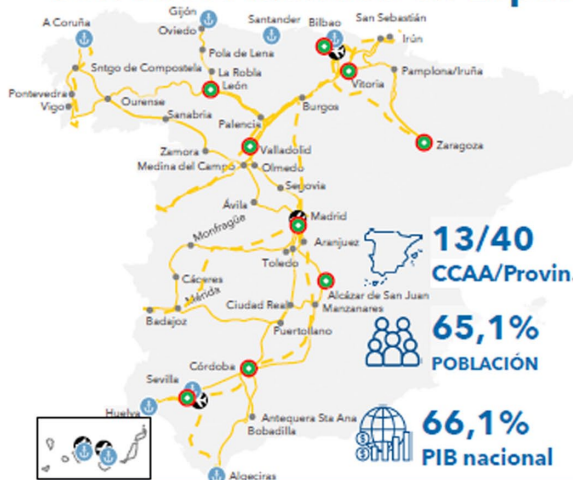 Gijón
A Coruña
Oviedo
Santander
Bilbao
San Sebastián
Irún
Pola de Lena
Sntgo de Compostela
La Robla
León
Vitoria
Pamplona/Iruña
Pontevedra
Vigo
Ourense
Sanabria
Burgos
Palencia
Zaragoza
Zamora
Valladolid
Medina del Campo
Olmedo
Segovia
Ávila
Madrid
Monfragüe
Aranjuez
Toledo
13/40
CCAA/Provin.
Cáceres
Mérida
Badajoz
Ciudad Real
Alcázar de San Juan
Manzanares
Puertollano
65,1%
POBLACIÓN
Córdoba
Sevilla
Huelva
Antequera Sta Ana
Bobadilla
66,1%
PIB nacional
Algeciras